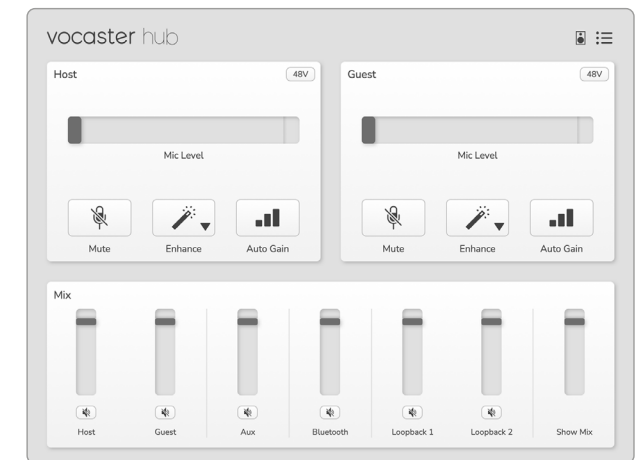 vocaster hub
Host 48V
Mic Level
Mute Enhance Auto Gain
Guest 48V
Mic Level
Mute Enhance Auto Gain
Mix
Host Guest Aux Bluetooth Loopback 1 Loopback 2 Show Mix